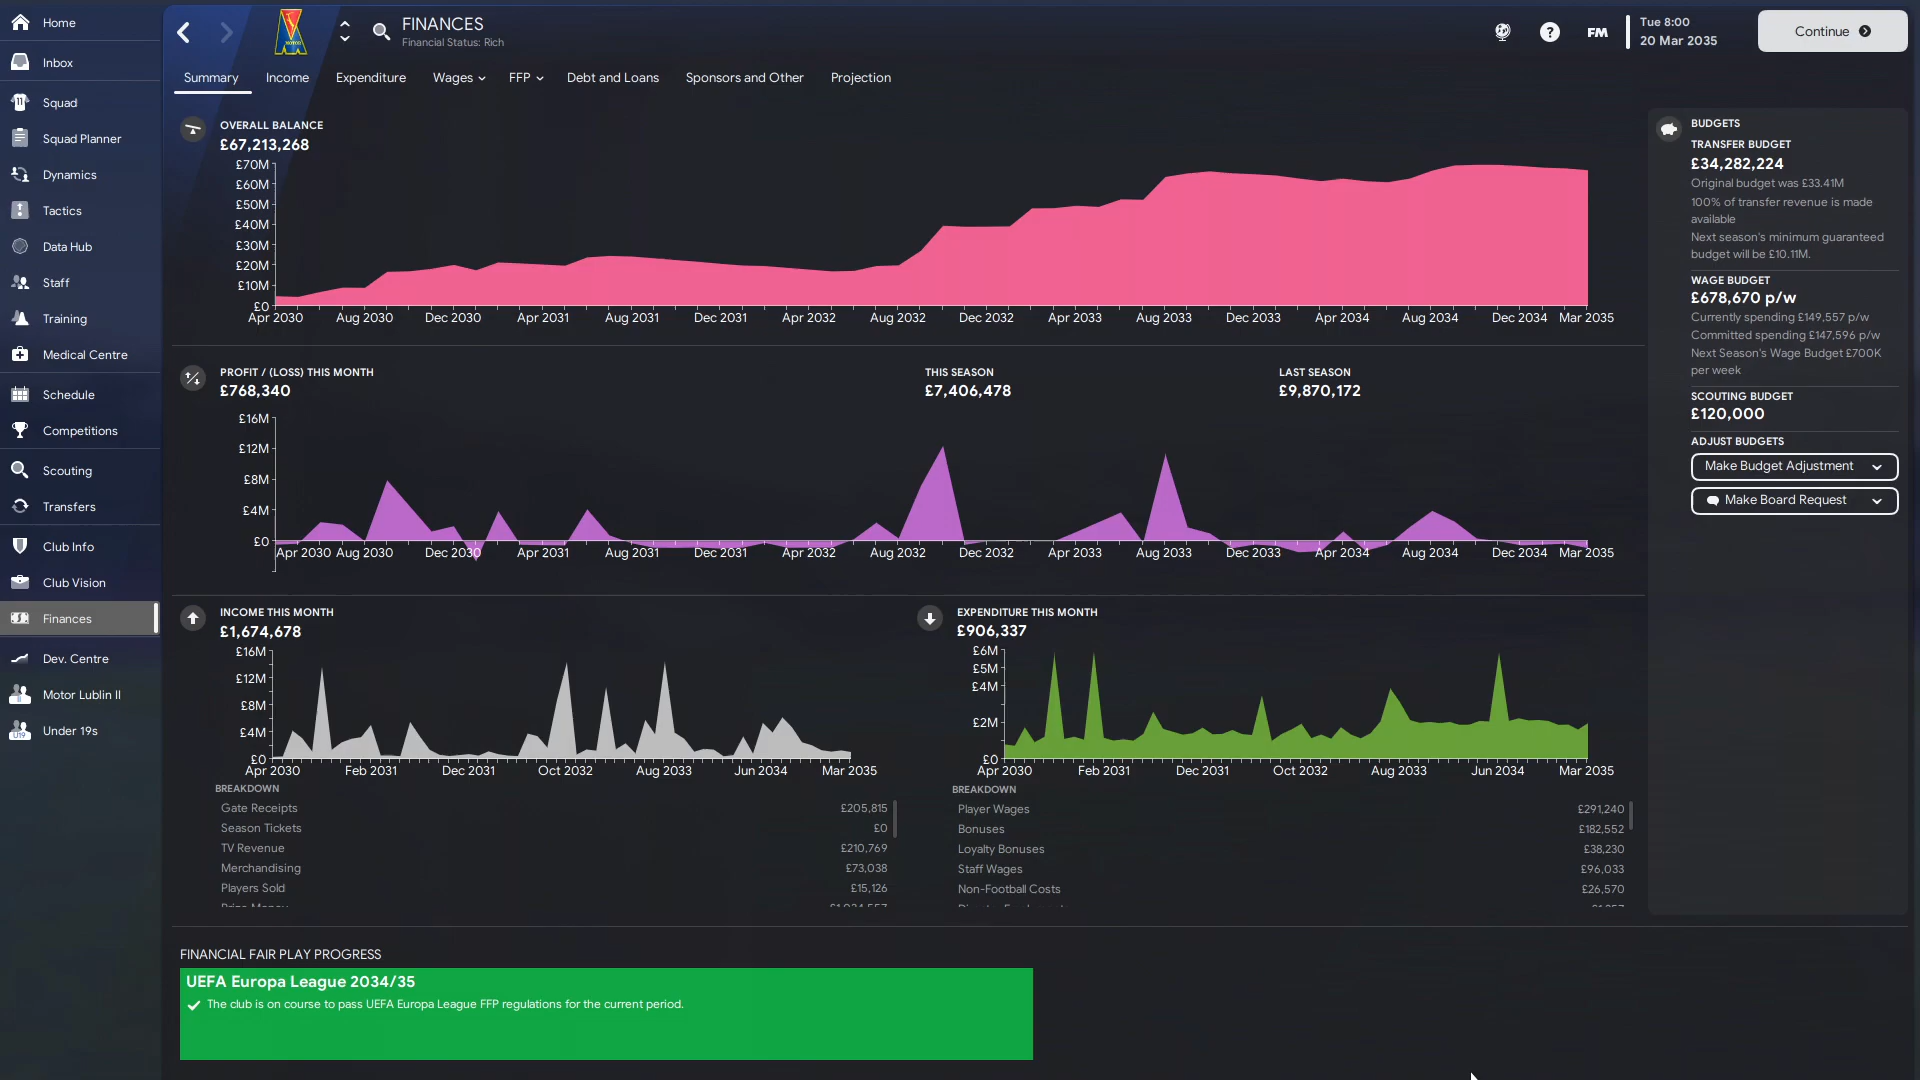 Home
Inbox
Squad
Squad Planner
Dynamics
Tactics
Data Hub
Staff
Training
Medical Centre
Schedule
Competitions
Scouting
Transfers
Club Info
Club Vision
Finances
Dev. Centre
Motor Lublin II
Under 19s
FINANCES
Financial Status: Rich
FM
Tue 8:00
20 Mar 2035
Continue
Summary Income Expenditure Wages FFP Debt and Loans Sponsors and Other Projection
OVERALL BALANCE
£67,213,268
£70M
£60M
£50M
£40M
£30M
£20M
£10M
£0
Apr 2030 Aug 2030 Dec 2030 Apr 2031 Aug 2031 Dec 2031 Apr 2032 Aug 2032 Dec 2032 Apr 2033 Aug 2033 Dec 2033 Apr 2034 Aug 2034 Dec 2034 Mar 2035
PROFIT / (LOSS) THIS MONTH
£768,340
THIS SEASON
£7,406,478
LAST SEASON
£9,870,172
£16M
£12M
£8M
£4M
£0
Apr 2030 Aug 2030 Dec 2030 Apr 2031 Aug 2031 Dec 2031 Apr 2032 Aug 2032 Dec 2032 Apr 2033 Aug 2033 Dec 2033 Apr 2034 Aug 2034 Dec 2034 Mar 2035
INCOME THIS MONTH
£1,674,678
£16M
£12M
£8M
£4M
£0
Apr 2030 Feb 2031 Dec 2031 Oct 2032 Aug 2033 Jun 2034 Mar 2035
BREAKDOWN
Gate Receipts £205,815
Season Tickets £0
TV Revenue £210,769
Merchandising £73,038
Players Sold £15,126
EXPENDITURE THIS MONTH
£906,337
£6M
£5M
£4M
£2M
£0
Apr 2030 Feb 2031 Dec 2031 Oct 2032 Aug 2033 Jun 2034 Mar 2035
BREAKDOWN
Player Wages £291,240
Bonuses £182,552
Loyalty Bonuses £38,230
Staff Wages £96,033
Non-Football Costs £26,570
BUDGETS
TRANSFER BUDGET
£34,282,224
Original budget was £33.41M
100% of transfer revenue is made
available
Next season's minimum guaranteed
budget will be £10.11M.
WAGE BUDGET
£678,670 p/w
Currently spending £149,557 p/w
Committed spending £147,596 p/w
Next Season's Wage Budget £700K
per week
SCOUTING BUDGET
£120,000
ADJUST BUDGETS
Make Budget Adjustment
Make Board Request
FINANCIAL FAIR PLAY PROGRESS
UEFA Europa League 2034/35
The club is on course to pass UEFA Europa League FFP regulations for the current period.